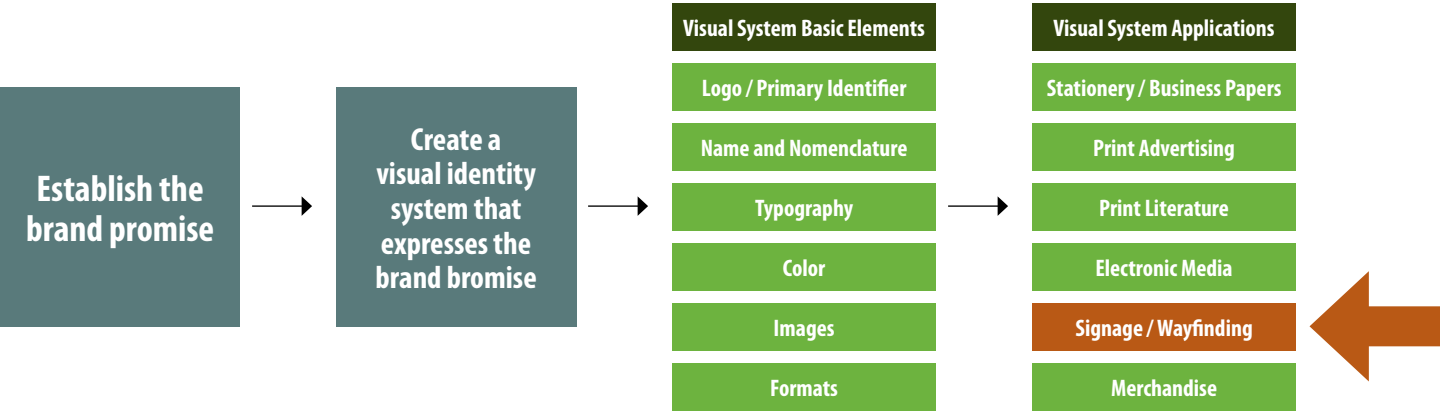 Establish the
brand promise
Create a
visual identity
system that
expresses the
brand bromise
Visual System Basic Elements
Logo / Primary Identifier
Name and Nomenclature
Typography
Color
Images
Formats
Visual System Applications
Stationery / Business Papers
Print Advertising
Print Literature
Electronic Media
Signage / Wayfinding
Merchandise